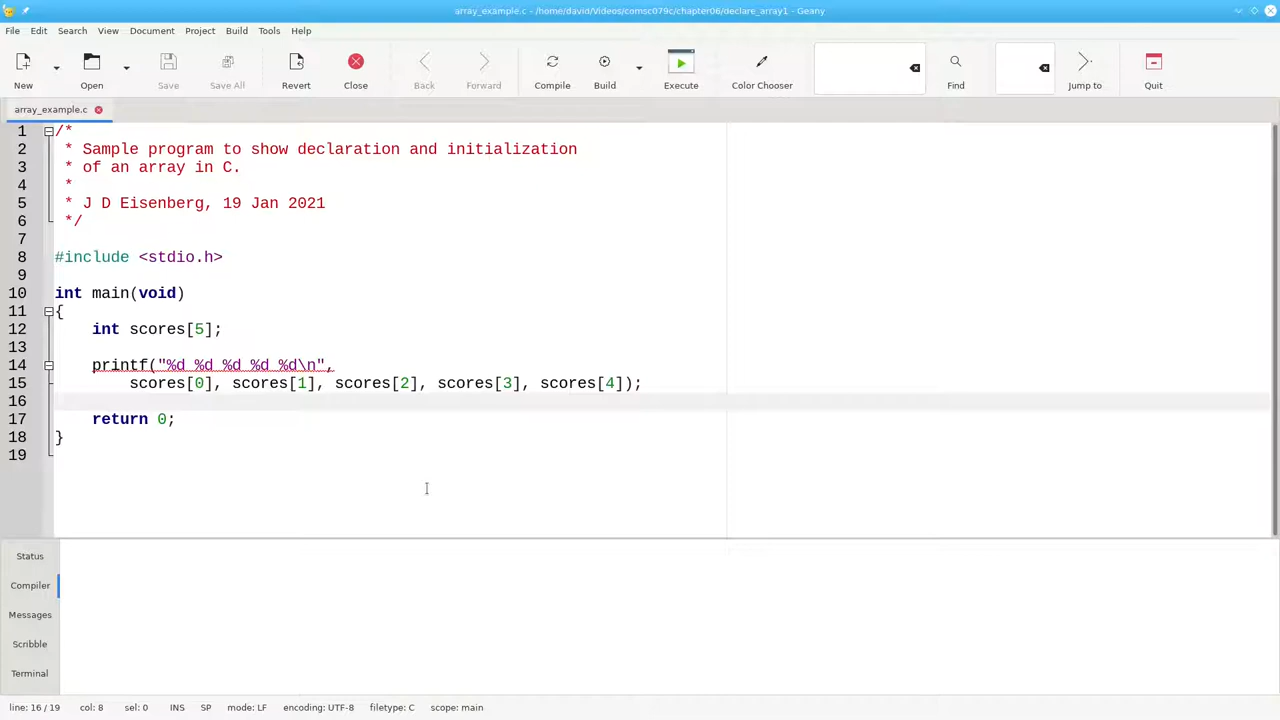 array_example.c - /home/david/Videos/comsc079c/chapter06/declare_array1 - Geany
File Edit Search View Document Project Build Tools Help
New Open Save Save All Revert Close Back Forward Compile Build Execute Color Chooser Find Jump to Quit
array_example.c
1 /*
2  * Sample program to show declaration and initialization
3  * of an array in C.
4  *
5  * J D Eisenberg, 19 Jan 2021
6  */
7
8 #include <stdio.h>
9
10 int main(void)
11 {
12     int scores[5];
13
14     printf("%d %d %d %d %d\n",
15         scores[0], scores[1], scores[2], scores[3], scores[4]);
16
17     return 0;
18 }
19
Status
Compiler
Messages
Scribble
Terminal
line: 16 / 19 col: 8 sel: 0 INS SP mode: LF encoding: UTF-8 filetype: C scope: main